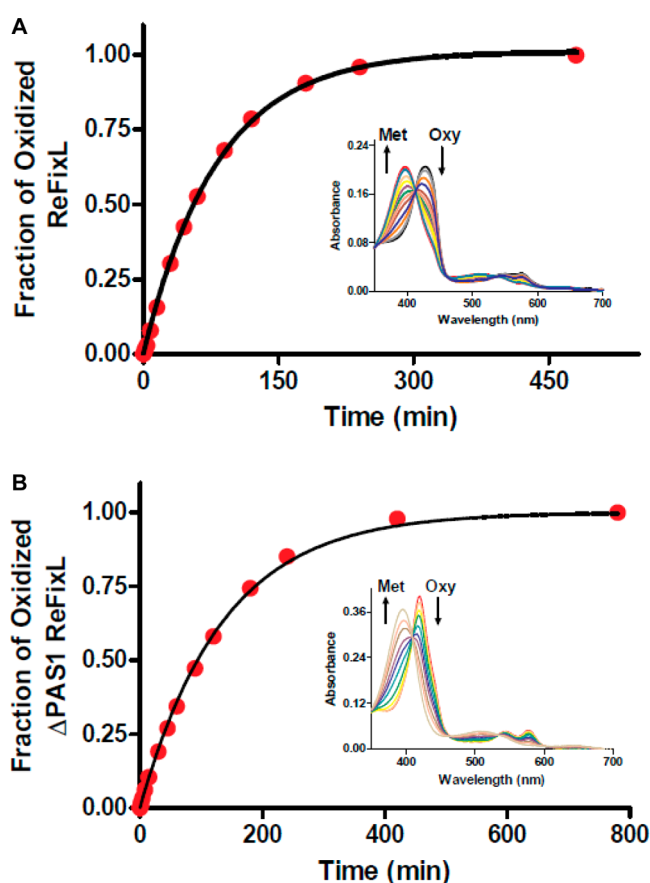 A
Fraction of Oxidized
ReFixL
1.00
0.75
0.50
0.25
0.00
0
150
300
450
Time (min)
Met
Oxy
Absorbance
0.24
0.16
0.08
0.00
400
500
600
700
Wavelength (nm)
B
Fraction of Oxidized
ΔPAS1 ReFixL
1.00
0.75
0.50
0.25
0.00
0
200
400
600
800
Time (min)
Met
Oxy
Absorbance
0.36
0.24
0.12
0.00
400
500
600
700
Wavelength (nm)